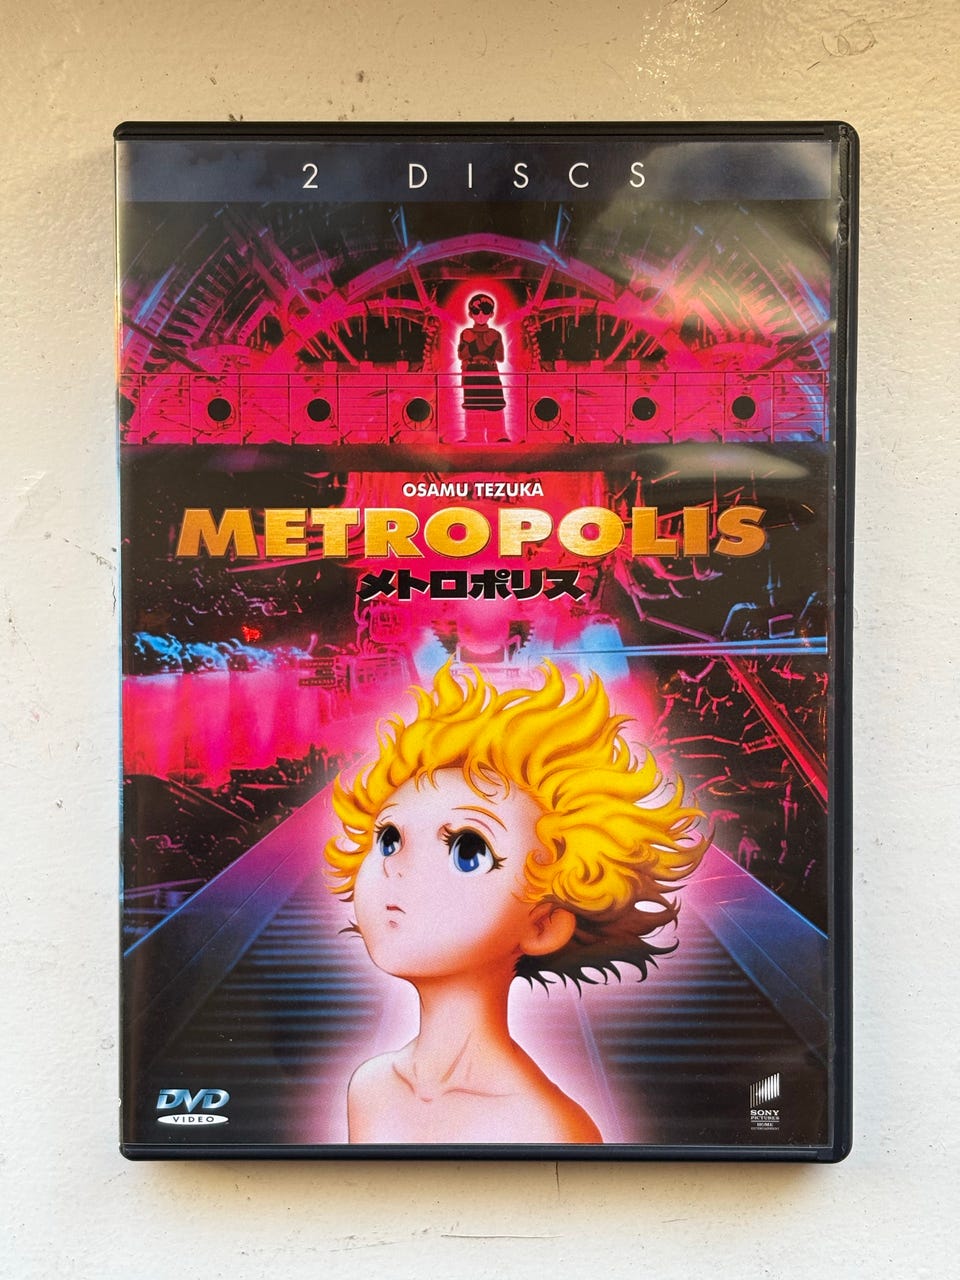 2 DISCS
OSAMU TEZUKA
METROPOLIS
メトロポリス
DVD
VIDEO
SONY
PICTURES
HOME
ENTERTAINMENT